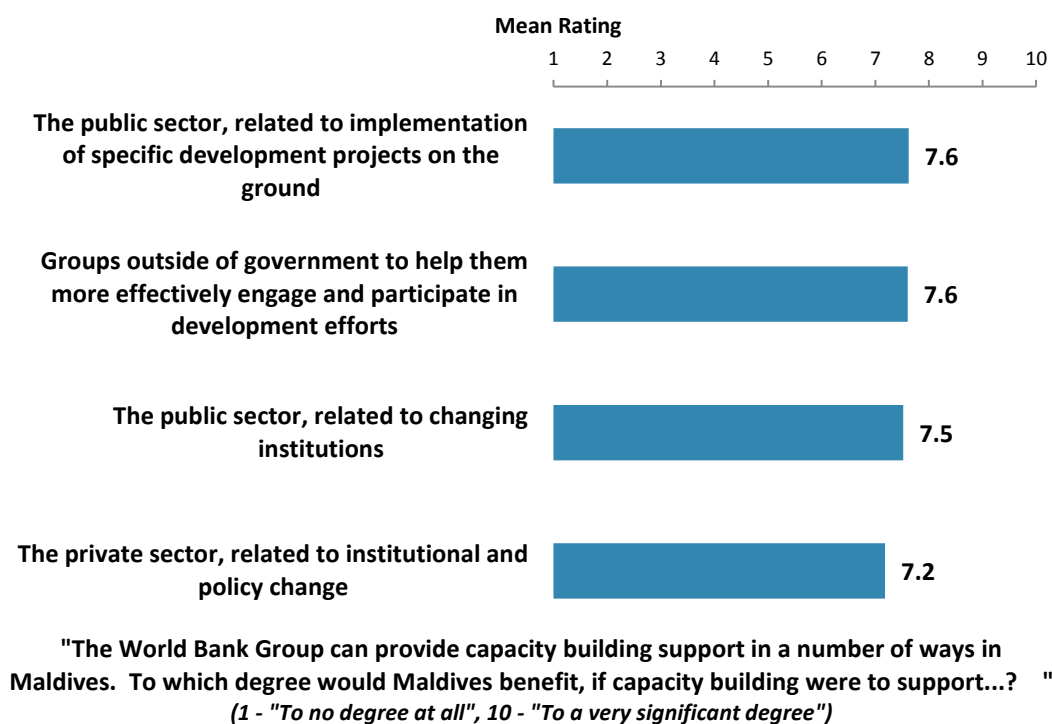 Mean Rating
1 2 3 4 5 6 7 8 9 10
The public sector, related to implementation
of specific development projects on the
ground
7.6
Groups outside of government to help them
more effectively engage and participate in
development efforts
7.6
The public sector, related to changing
institutions
7.5
The private sector, related to institutional and
policy change
7.2
"The World Bank Group can provide capacity building support in a number of ways in
Maldives. To which degree would Maldives benefit, if capacity building were to support...? "
(1 - "To no degree at all", 10 - "To a very significant degree")